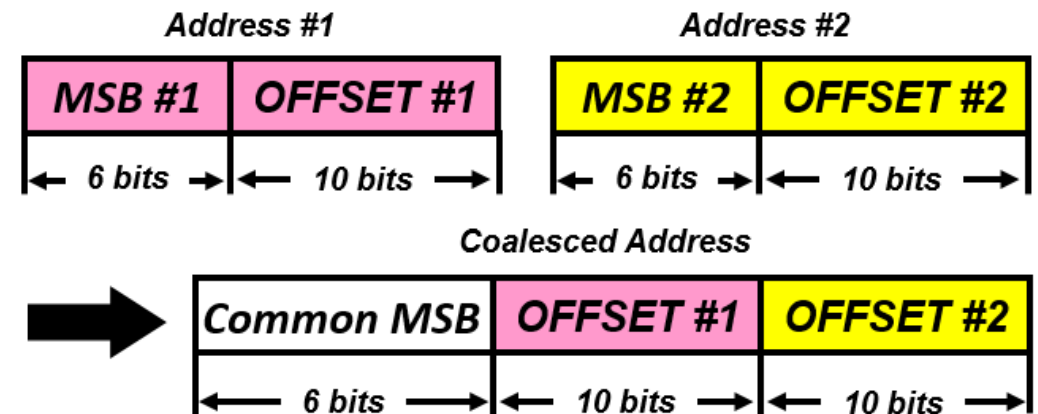 Address #1 Address #2
MSB #1 OFFSET #1 MSB #2 OFFSET #2
6 bits 10 bits 6 bits 10 bits
Coalesced Address
Common MSB OFFSET #1 OFFSET #2
6 bits 10 bits 10 bits